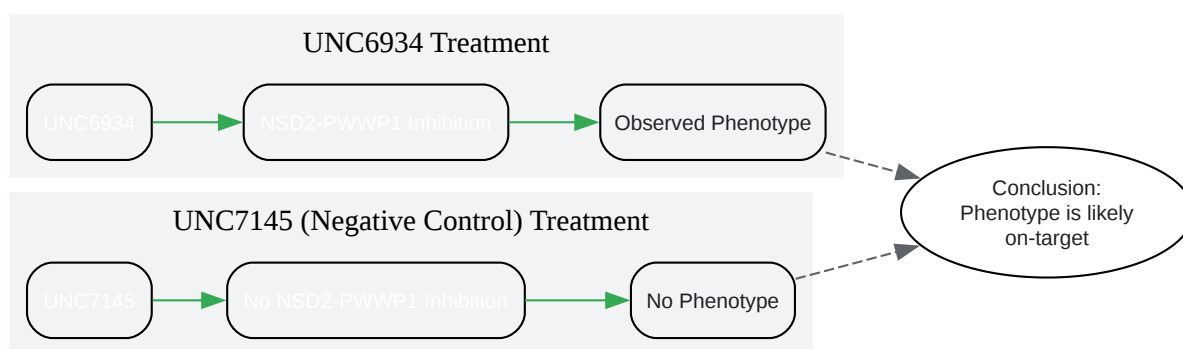 UNC6934 Treatment
UNC6934
NSD2-PWWP1 Inhibition
Observed Phenotype
UNC7145 (Negative Control) Treatment
UNC7145
No NSD2-PWWP1 Inhibition
No Phenotype
Conclusion:
Phenotype is likely
on-target